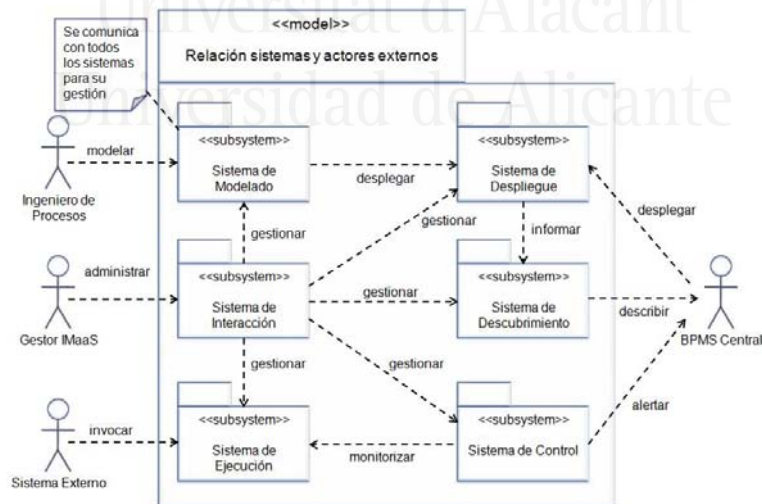 Universitat d'Alacant
Universidad de Alicante
<<model>>
Relación sistemas y actores externos
Se comunica
con todos
los sistemas
para su
gestión
<<subsystem>>
Sistema de
Modelado
<<subsystem>>
Sistema de
Despliegue
modelar
desplegar
Ingeniero de
Procesos
desplegar
gestionar
gestionar
informar
administrar
<<subsystem>>
Sistema de
Interacción
gestionar
<<subsystem>>
Sistema de
Descubrimiento
describir
Gestor IMaaS
BPMS Central
gestionar
gestionar
alertar
invocar
<<subsystem>>
Sistema de
Ejecución
monitorizar
<<subsystem>>
Sistema de Control
Sistema Externo